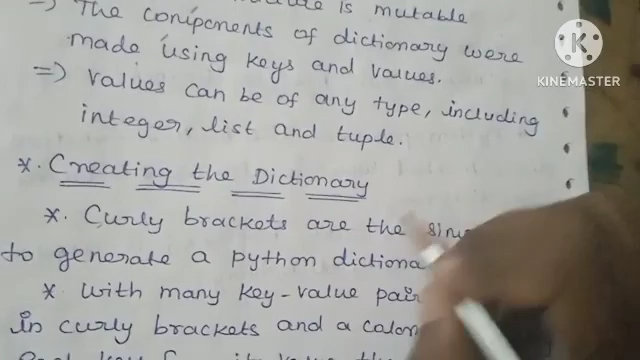 is mutable
=) The components of dictionary were
made using keys and values.
=) values can be of any type, including
integer, list and tuple.
*. Creating the Dictionary
*. Curly brackets are the
to generate a python
*. with many key-value
in curly brackets and a
KINEMASTER